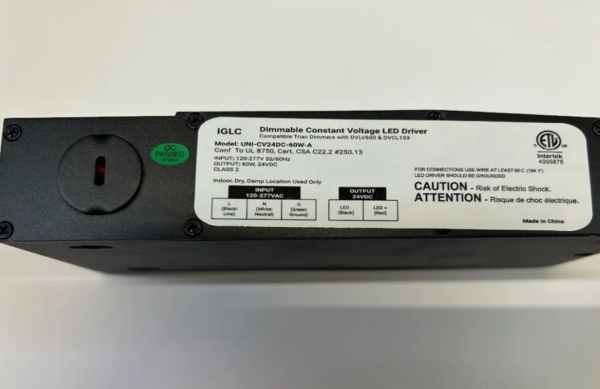 QC
PASSED
IGLC
Dimmable Constant Voltage LED Driver
Compatible Triac Dimmers with DVLV600 & DVCL153
Model: UNI-CV24DC-60W-A
Conf To UL 8750, Cert. CSA C22.2 #250.13
INPUT: 120-277V 50/60Hz
OUTPUT: 60W, 24VDC
CLASS 2
Indoor, Dry, Damp Location Used Only
INPUT
120-277VAC
L
(Black:
Line)
N
(White:
Neutral)
G
(Green:
Ground)
OUTPUT
24VDC
LED
(Black)
LED +
(Red)
ETL
Intertek
4005878
FOR CONNECTIONS USE WIRE AT LEAST 90 C (194 F)
LED DRIVER SHOULD BE GROUNDED
CAUTION - Risk of Electric Shock.
ATTENTION - Risque de choc électrique.
Made in China